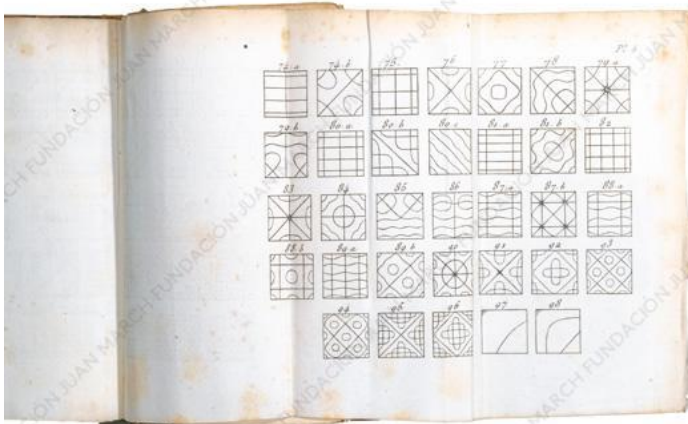 74.b 75 76 77 78 79.a
79.b 80.a 80.b 80.c 81.a 81.b 82
83 84 85 86 87.a 87.b 88.a
88.b 89.a 89.b 90 91 92 93
94 95 96 97 98
FUNDACIÓN JUAN MARCH